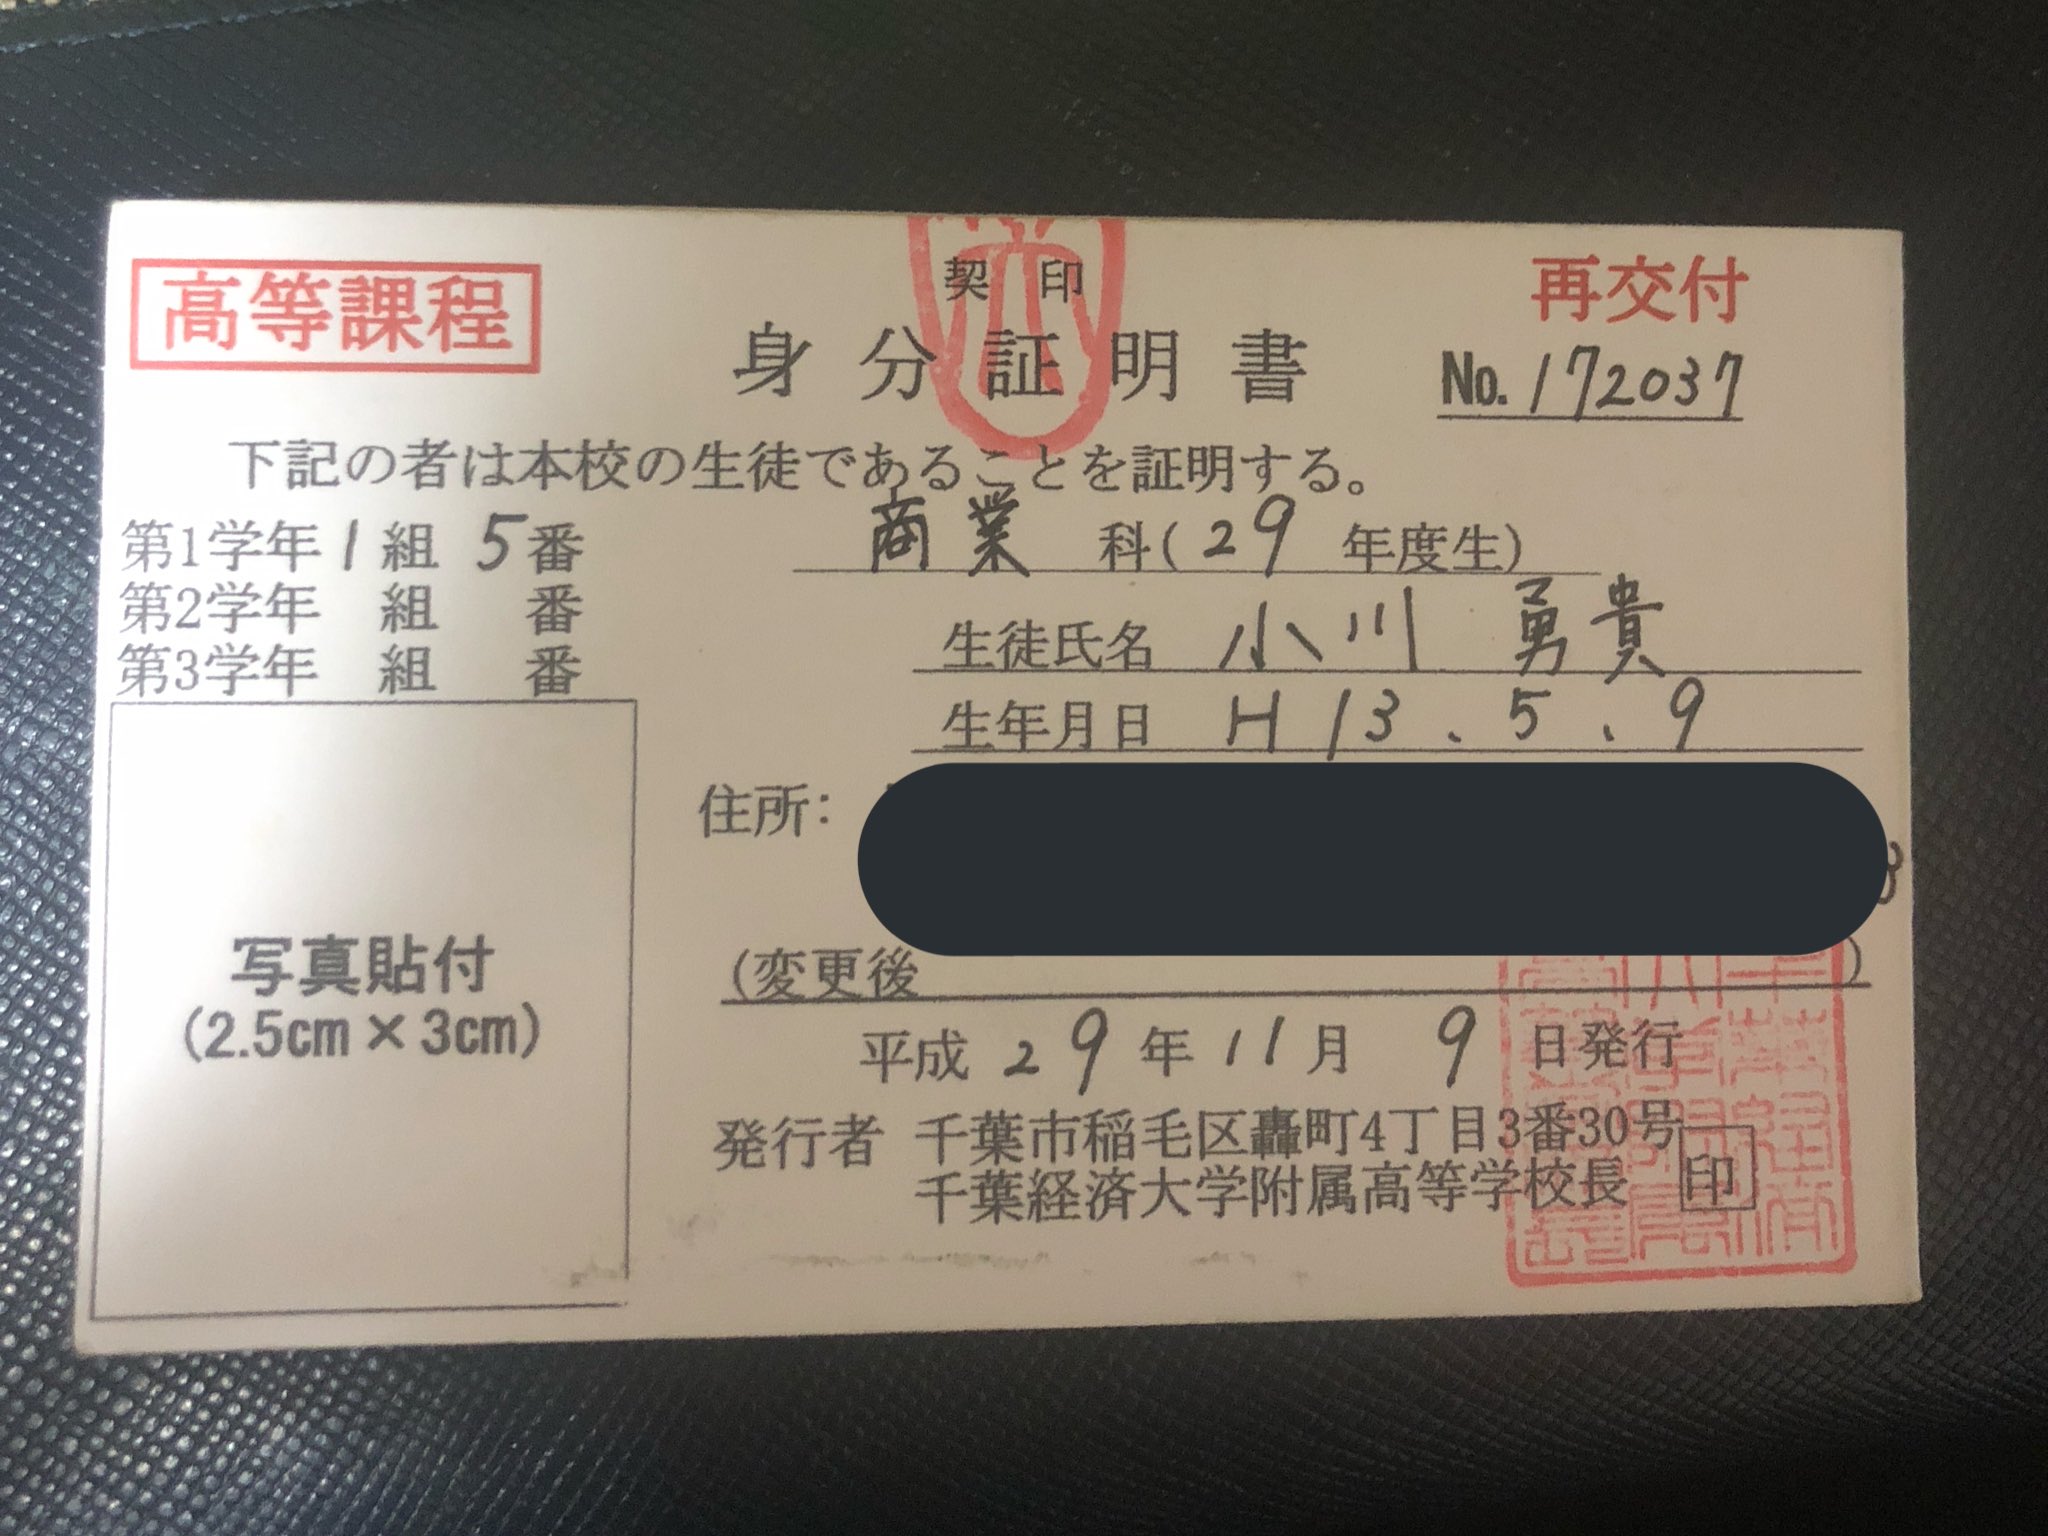 高等課程
契 印
再交付
身分証明書
No. 172037
下記の者は本校の生徒であることを証明する。
商業 科(29 年度生)
第1学年 1 組 5 番
第2学年 組 番
第3学年 組 番
生徒氏名 小川 勇貴
生年月日 H13.5.9
住所:
(変更後 )
写真貼付
(2.5cm×3cm)
平成 29 年 11 月 9 日発行
発行者 千葉市稲毛区轟町4丁目3番30号
千葉経済大学附属高等学校長 印